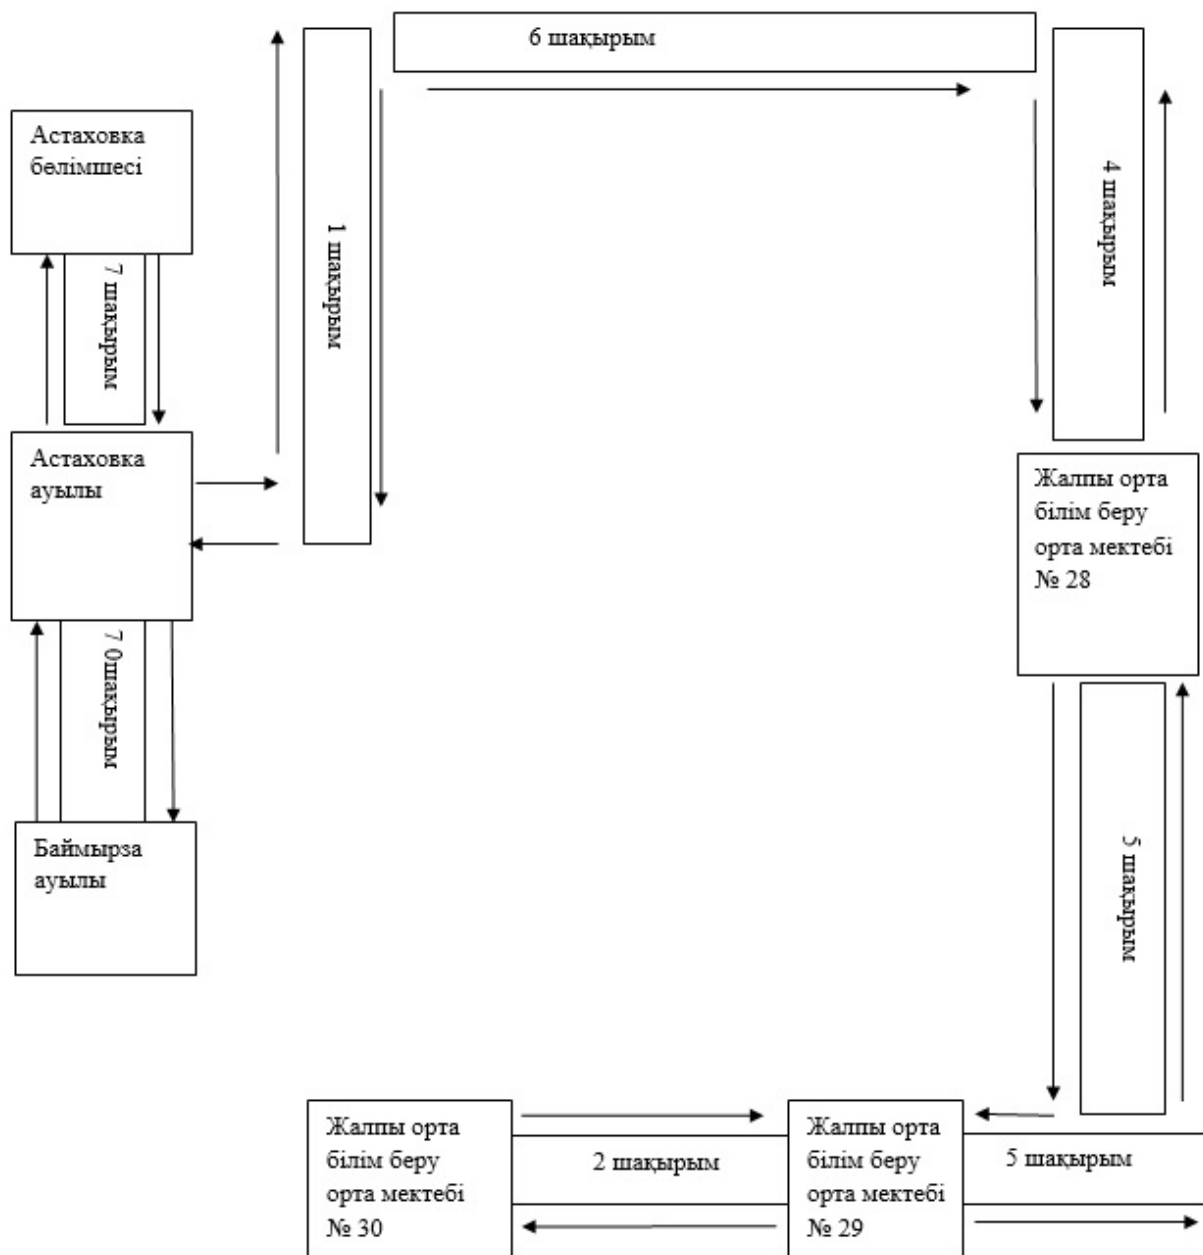 6 шақырым
Астаховка
бөлімшесі
1 шақырым
4 шақырым
7 шақырым
Астаховка
ауылы
Жалпы орта
білім беру
орта мектебі
№ 28
7 0шақырым
Баймырза
ауылы
5 шақырым
Жалпы орта
білім беру
орта мектебі
№ 30
2 шақырым
Жалпы орта
білім беру
орта мектебі
№ 29
5 шақырым